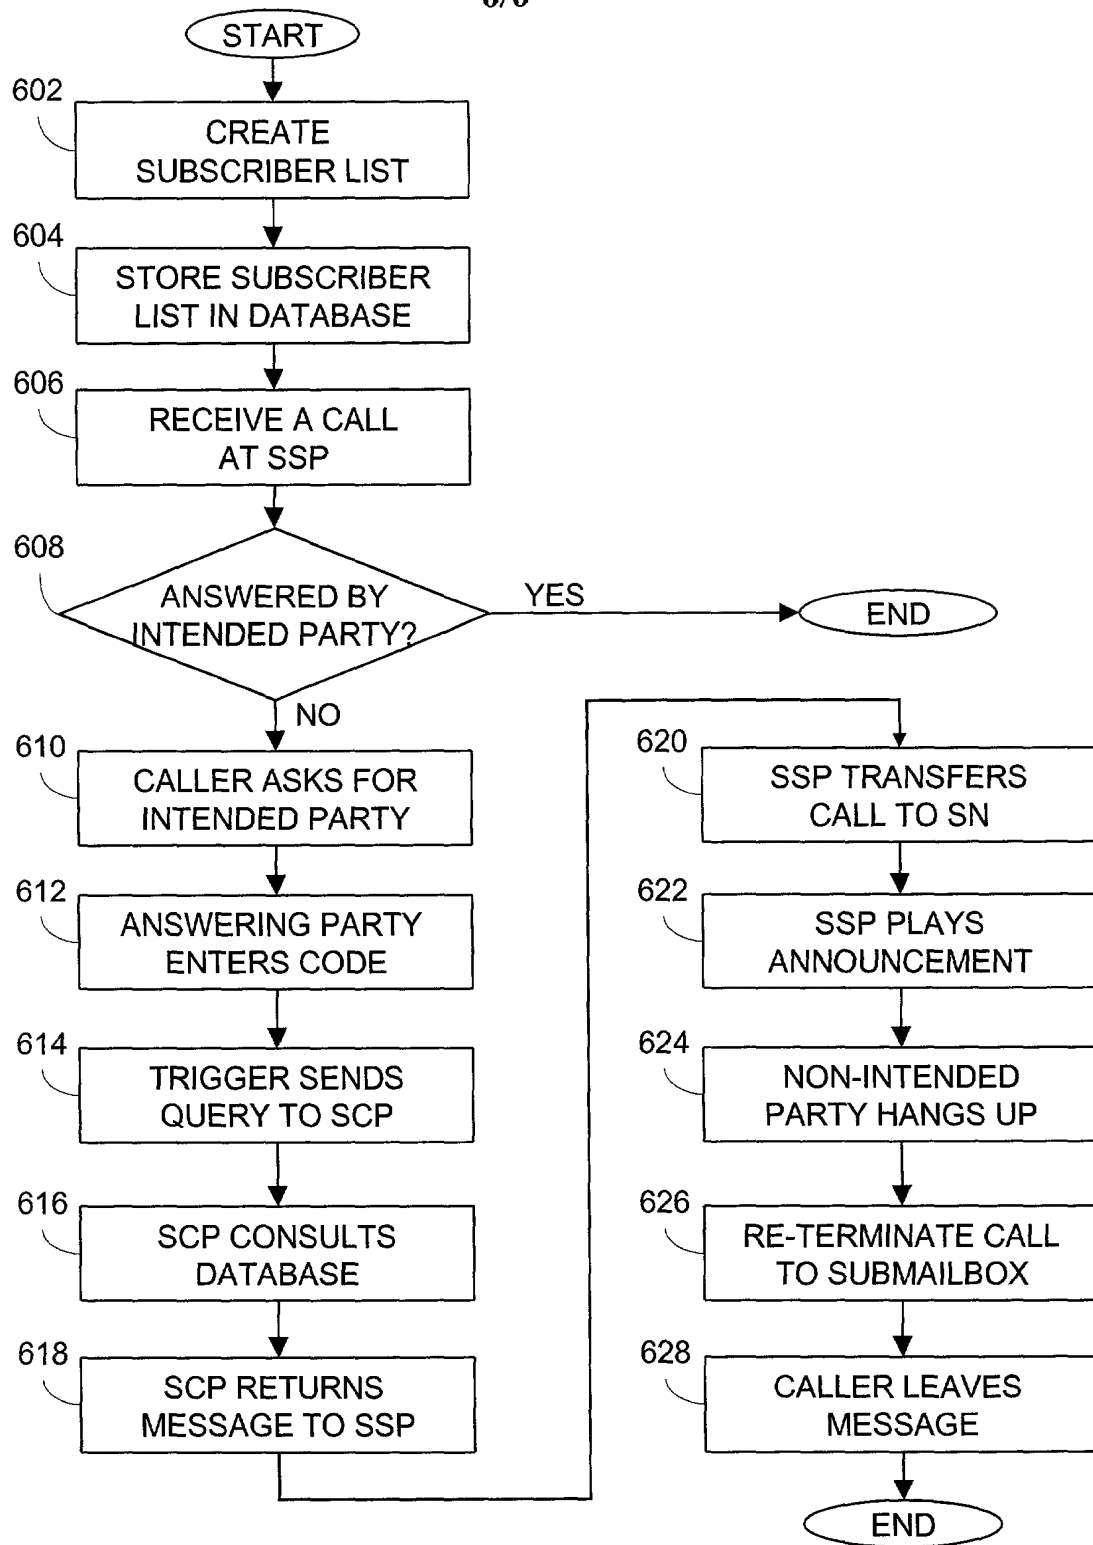 START
602
CREATE
SUBSCRIBER LIST
604
STORE SUBSCRIBER
LIST IN DATABASE
606
RECEIVE A CALL
AT SSP
608
ANSWERED BY
INTENDED PARTY?
YES
END
NO
610
CALLER ASKS FOR
INTENDED PARTY
612
ANSWERING PARTY
ENTERS CODE
614
TRIGGER SENDS
QUERY TO SCP
616
SCP CONSULTS
DATABASE
618
SCP RETURNS
MESSAGE TO SSP
620
SSP TRANSFERS
CALL TO SN
622
SSP PLAYS
ANNOUNCEMENT
624
NON-INTENDED
PARTY HANGS UP
626
RE-TERMINATE CALL
TO SUBMAILBOX
628
CALLER LEAVES
MESSAGE
END